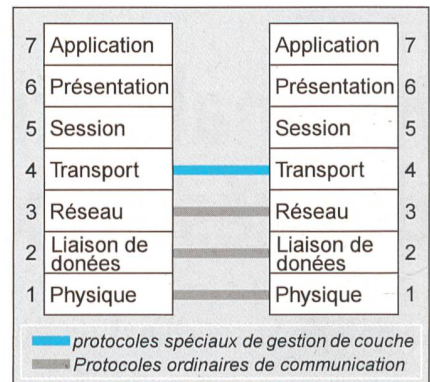 7 Application Application 7
6 Présentation Présentation 6
5 Session Session 5
4 Transport Transport 4
3 Réseau Réseau 3
2 Liaison de donées Liaison de donées 2
1 Physique Physique 1
protocoles spéciaux de gestion de couche
Protocoles ordinaires de communication